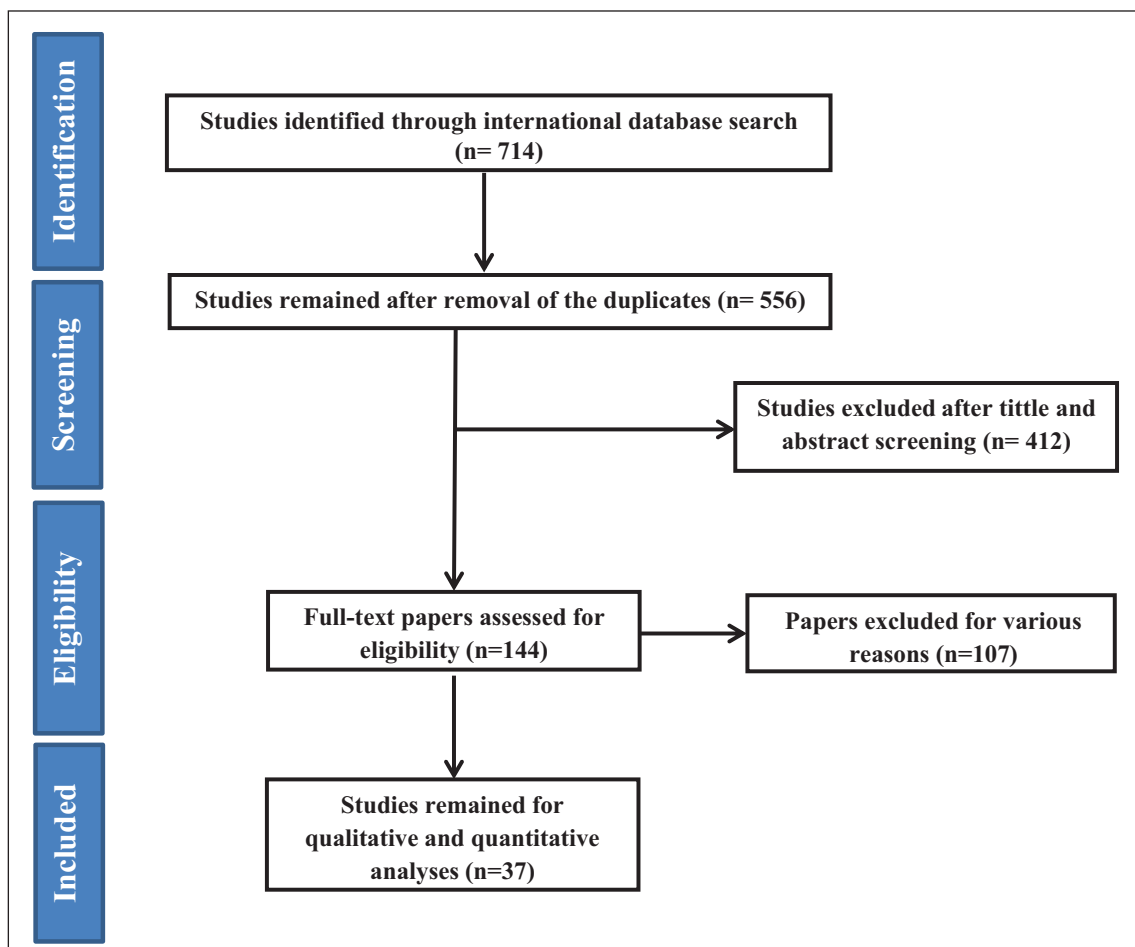 Identification
Studies identified through international database search
(n= 714)
Screening
Studies remained after removal of the duplicates (n= 556)
Studies excluded after tittle and
abstract screening (n= 412)
Eligibility
Full-text papers assessed for
eligibility (n=144)
Papers excluded for various
reasons (n=107)
Included
Studies remained for
qualitative and quantitative
analyses (n=37)